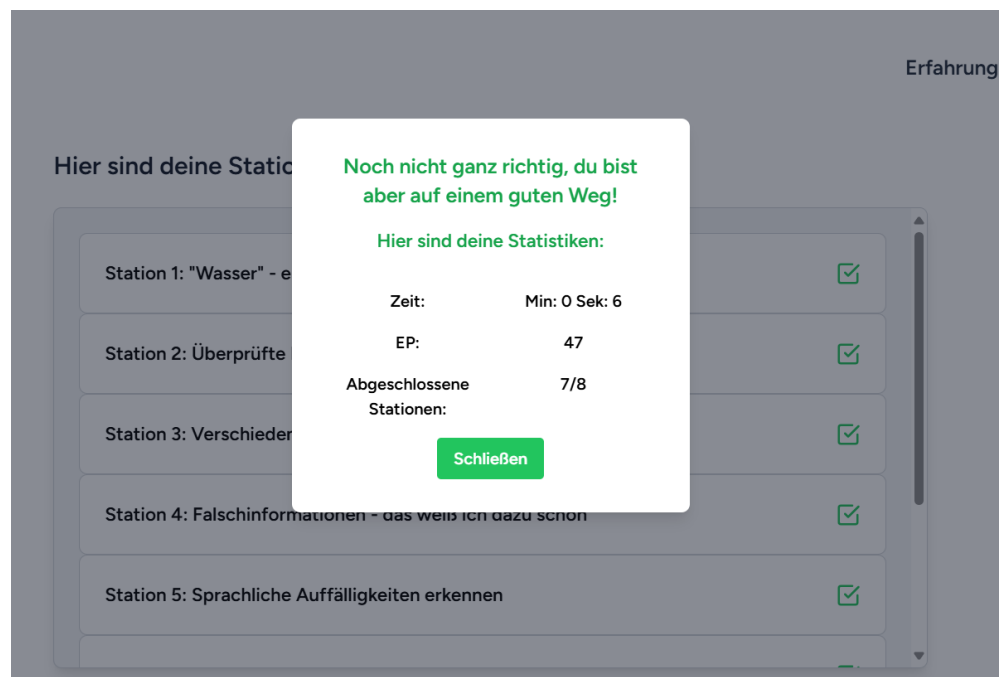 Erfahrung
Hier sind deine Static
Noch nicht ganz richtig, du bist
aber auf einem guten Weg!
Hier sind deine Statistiken:
Zeit: Min: 0 Sek: 6
EP: 47
Abgeschlossene 7/8
Stationen:
Schließen
Station 1: "Wasser" - e
Station 2: Überprüfte
Station 3: Verschieder
Station 4: Falschinformationen - das weiß ich dazu schon
Station 5: Sprachliche Auffälligkeiten erkennen